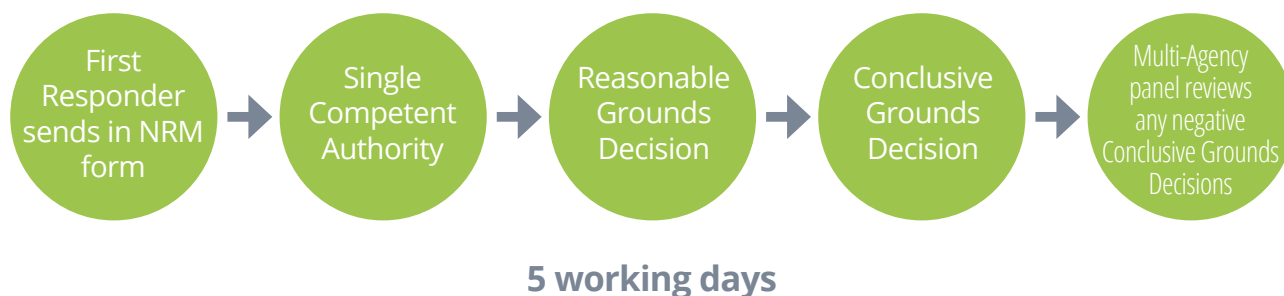 First
Responder
sends in NRM
form
Single
Competent
Authority
Reasonable
Grounds
Decision
Conclusive
Grounds
Decision
Multi-Agency
panel reviews
any negative
Conclusive Grounds
Decisions
5 working days